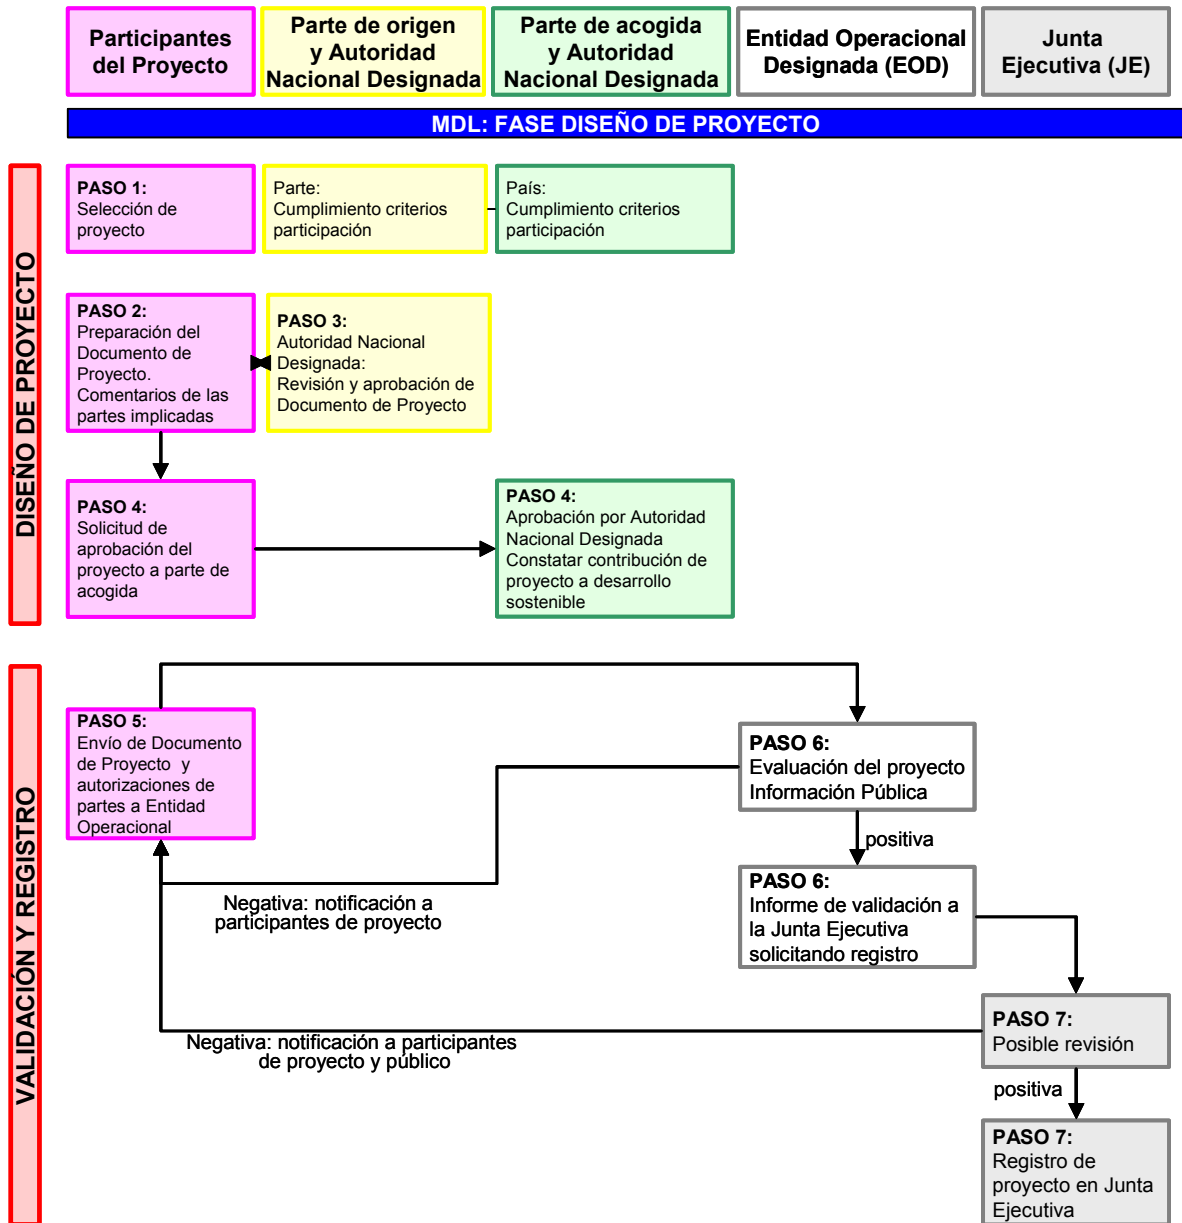 Participantes
del Proyecto
Parte de origen
y Autoridad
Nacional Designada
Parte de acogida
y Autoridad
Nacional Designada
Entidad Operacional
Designada (EOD)
Junta
Ejecutiva (JE)
MDL: FASE DISEÑO DE PROYECTO
DISEÑO DE PROYECTO
PASO 1:
Selección de
proyecto
Parte:
Cumplimiento criterios
participación
País:
Cumplimiento criterios
participación
PASO 2:
Preparación del
Documento de
Proyecto.
Comentarios de las
partes implicadas
PASO 3:
Autoridad Nacional
Designada:
Revisión y aprobación de
Documento de Proyecto
PASO 4:
Solicitud de
aprobación del
proyecto a parte de
acogida
PASO 4:
Aprobación por Autoridad
Nacional Designada
Constatar contribución de
proyecto a desarrollo
sostenible
VALIDACIÓN Y REGISTRO
PASO 5:
Envío de Documento
de Proyecto y
autorizaciones de
partes a Entidad
Operacional
PASO 6:
Evaluación del proyecto
Información Pública
positiva
Negativa: notificación a
participantes de proyecto
PASO 6:
Informe de validación a
la Junta Ejecutiva
solicitando registro
Negativa: notificación a participantes
de proyecto y público
PASO 7:
Posible revisión
positiva
PASO 7:
Registro de
proyecto en Junta
Ejecutiva